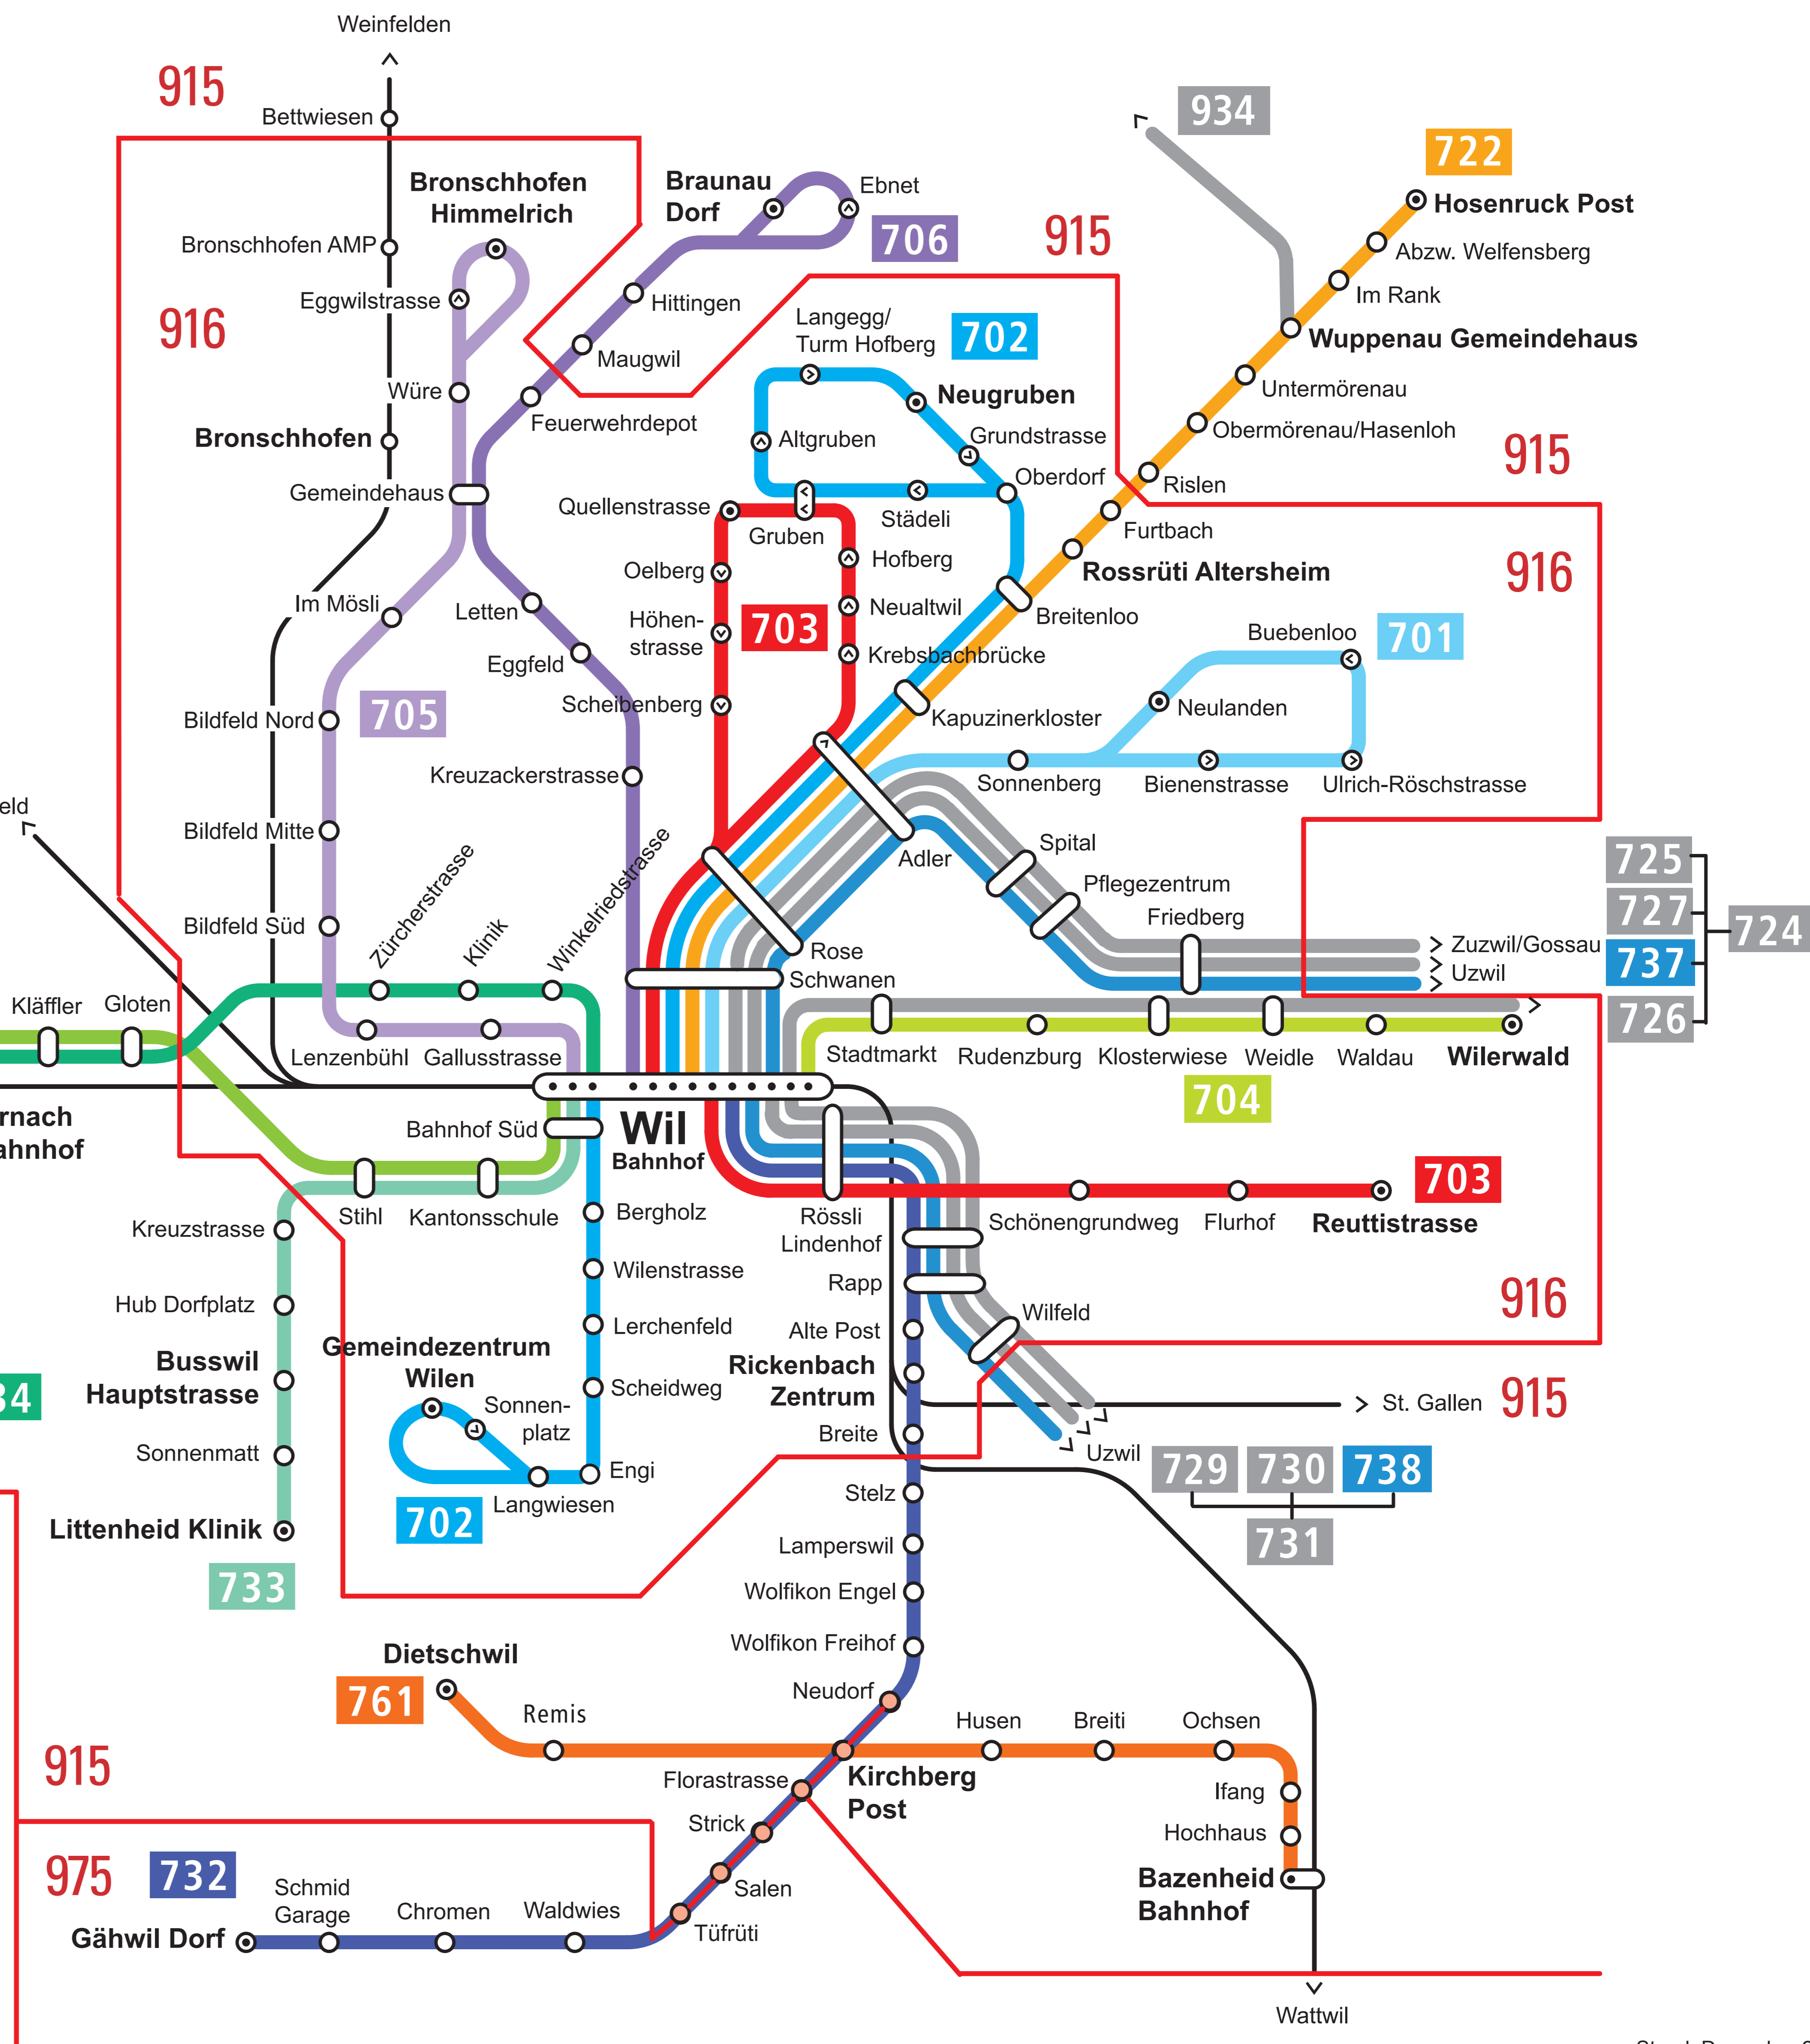 Weinfelden
915
Bettwiesen
934
722
Bronschhofen
Himmelrich
Braunau
Dorf
Ebnet
706
915
Hosenruck Post
Abzw. Welfensberg
Im Rank
Wuppenau Gemeindehaus
Bronschhofen AMP
Eggwilstrasse
916
Hittingen
Maugwil
Langegg/
Turm Hofberg
702
Neugruben
Untermörenau
Würe
Feuerwehrdepot
Altgruben
Grundstrasse
Obermörenau/Hasenloh
915
Bronschhofen
Gemeindehaus
Quellenstrasse
Gruben
Städeli
Oberdorf
Rislen
Furtbach
Rossrüti Altersheim
916
Oelberg
Hofberg
Im Mösli
Letten
Höhen-
strasse
703
Neualtwil
Breitenloo
Buebenloo
701
Eggfeld
Krebsbachbrücke
Bildfeld Nord
705
Scheibenberg
Kapuzinerkloster
Neulanden
Kreuzackerstrasse
Sonnenberg
Bienenstrasse
Ulrich-Röschstrasse
eld
Bildfeld Mitte
Adler
Spital
725
Zürcherstrasse
Klinik
Winkelriedstrasse
Pflegezentrum
Friedberg
727
724
Bildfeld Süd
Rose
Schwanen
Zuzwil/Gossau
Uzwil
737
726
Kläffler
Gloten
Lenzenbühl
Gallusstrasse
Stadtmarkt
Rudenzburg
Klosterwiese
Weidle
Waldau
Wilerwald
704
rnach
ahnhof
Bahnhof Süd
Wil
Bahnhof
703
Stihl
Kantonsschule
Bergholz
Rössli
Lindenhof
Schönengrundweg
Flurhof
Reuttistrasse
Kreuzstrasse
Wilenstrasse
Rapp
916
Hub Dorfplatz
Lerchenfeld
Alte Post
Wilfeld
Gemeindezentrum
Wilen
Busswil
Hauptstrasse
34
Scheidweg
Rickenbach
Zentrum
St. Gallen
915
Sonnen-
platz
Breite
Sonnenmatt
Engi
Langwiesen
Uzwil
729
730
738
Stelz
702
731
Littenheid Klinik
733
Lamperswil
Wolfikon Engel
Wolfikon Freihof
Dietschwil
761
Remis
Neudorf
Husen
Breiti
Ochsen
915
Florastrasse
Kirchberg
Post
Ifang
Strick
Hochhaus
975
732
Schmid
Garage
Chromen
Waldwies
Salen
Bazenheid
Bahnhof
Gähwil Dorf
Tüfrüti
Wattwil